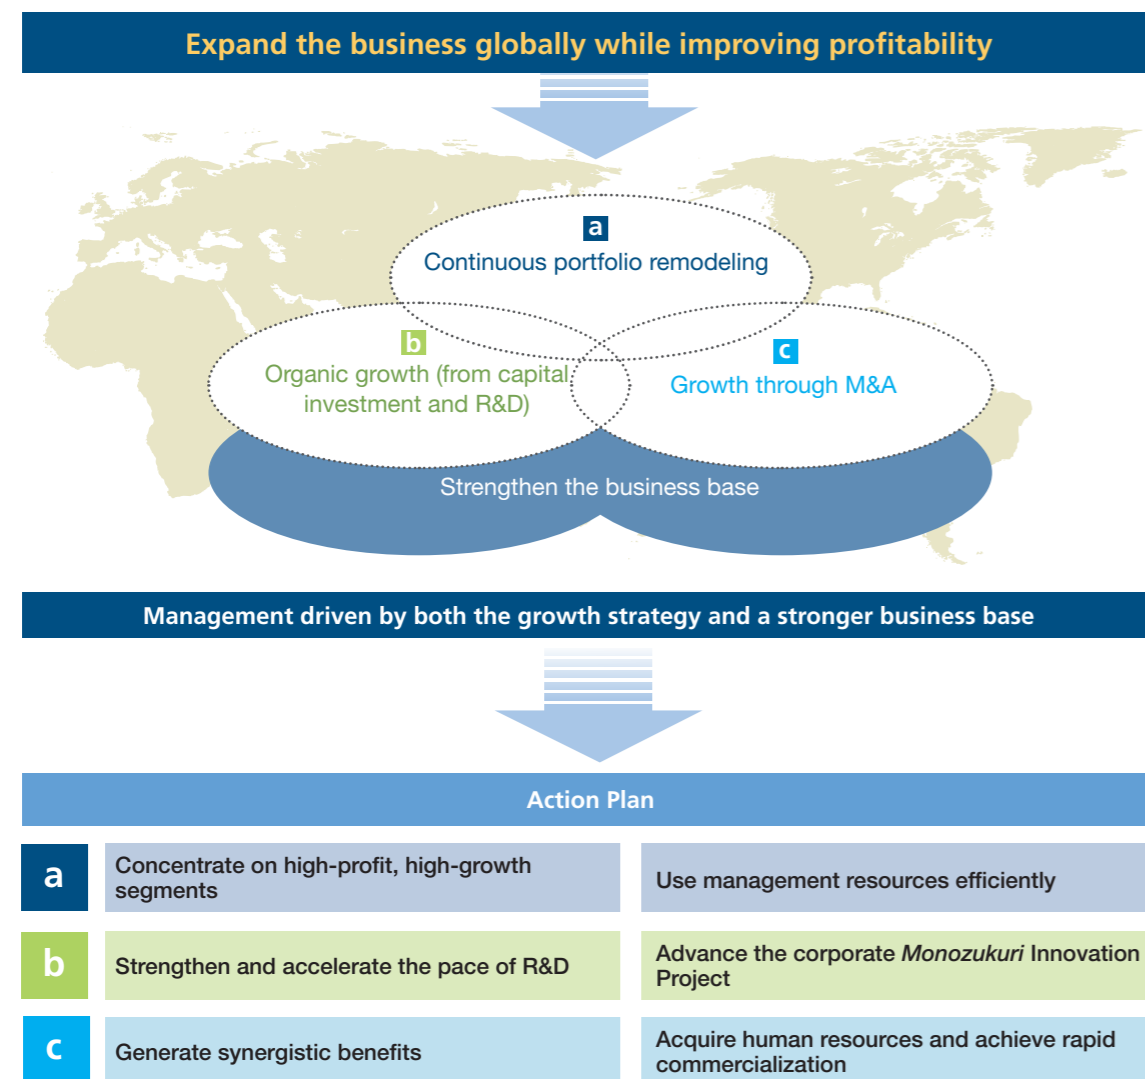 Expand the business globally while improving profitability
a
Continuous portfolio remodeling
b
Organic growth (from capital
investment and R&D)
c
Growth through M&A
Strengthen the business base
Management driven by both the growth strategy and a stronger business base
Action Plan
a
Concentrate on high-profit, high-growth
segments
Use management resources efficiently
b
Strengthen and accelerate the pace of R&D
Advance the corporate Monozukuri Innovation
Project
c
Generate synergistic benefits
Acquire human resources and achieve rapid
commercialization